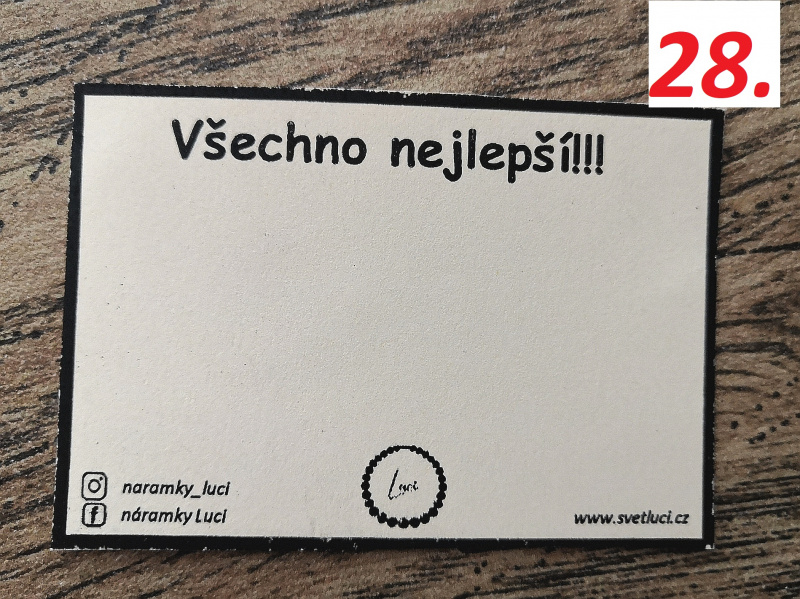 28.
Všechno nejlepší!!!
Luci
naramky_luci
náramky Luci
www.svetluci.cz